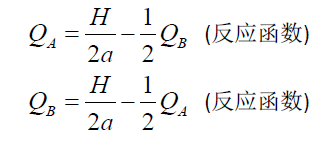 Q_A = H/2a - 1/2 Q_B (反应函数)
Q_B = H/2a - 1/2 Q_A (反应函数)